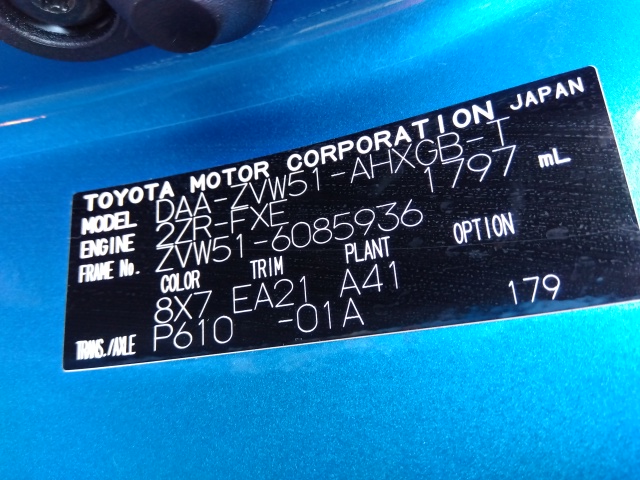 TOYOTA MOTOR CORPORATION JAPAN
MODEL DAA-ZVW51-AHXGB-T
ENGINE 2ZR-FXE 1797 mL
FRAME No. ZVW51-6085936
COLOR TRIM PLANT OPTION
8X7 EA21 A41
TRANS./AXLE P610 -01A 179